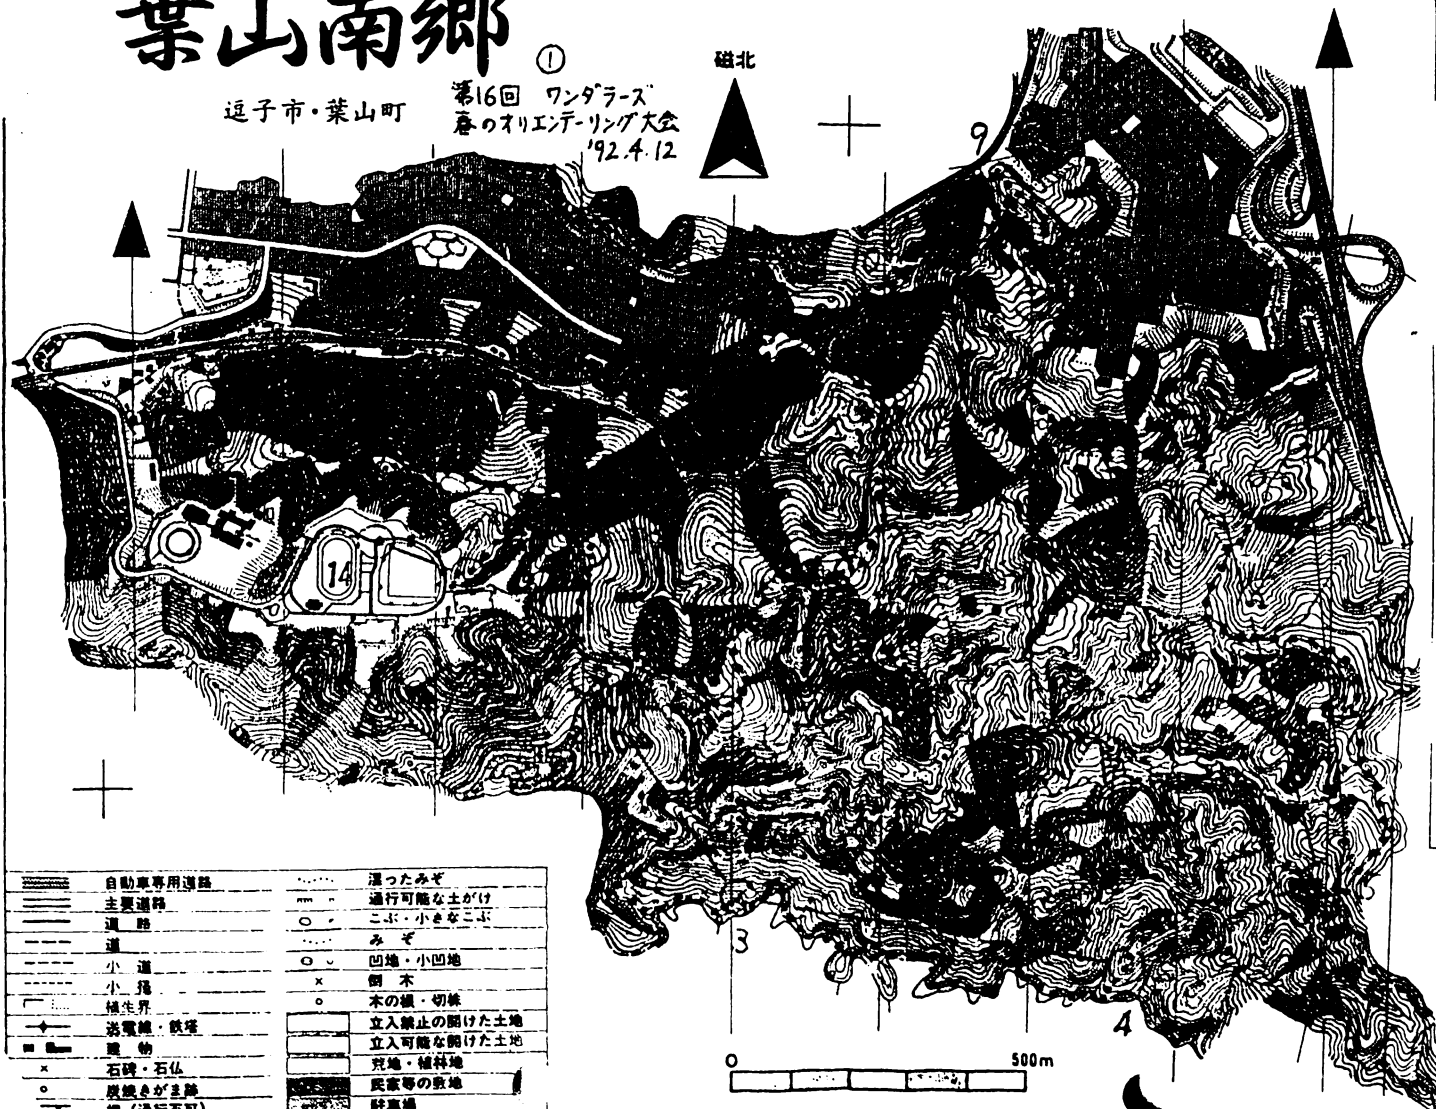 葉山南郷
①
逗子市・葉山町
第16回 ワンダラーズ
春のオリエンテーリング大会
'92.4.12
磁北
9
14
3
4
0 500m
自動車専用道路
主要道路
道路
道
小道
小径
植生界
送電線・鉄塔
建物
石碑・石仏
炭焼きがま跡
湿ったみぞ
通行可能な土がけ
こぶ・小さなこぶ
みぞ
凹地・小凹地
倒木
木の根・切株
立入禁止の開けた土地
立入可能な開けた土地
荒地・植林地
民家等の敷地
駐車場